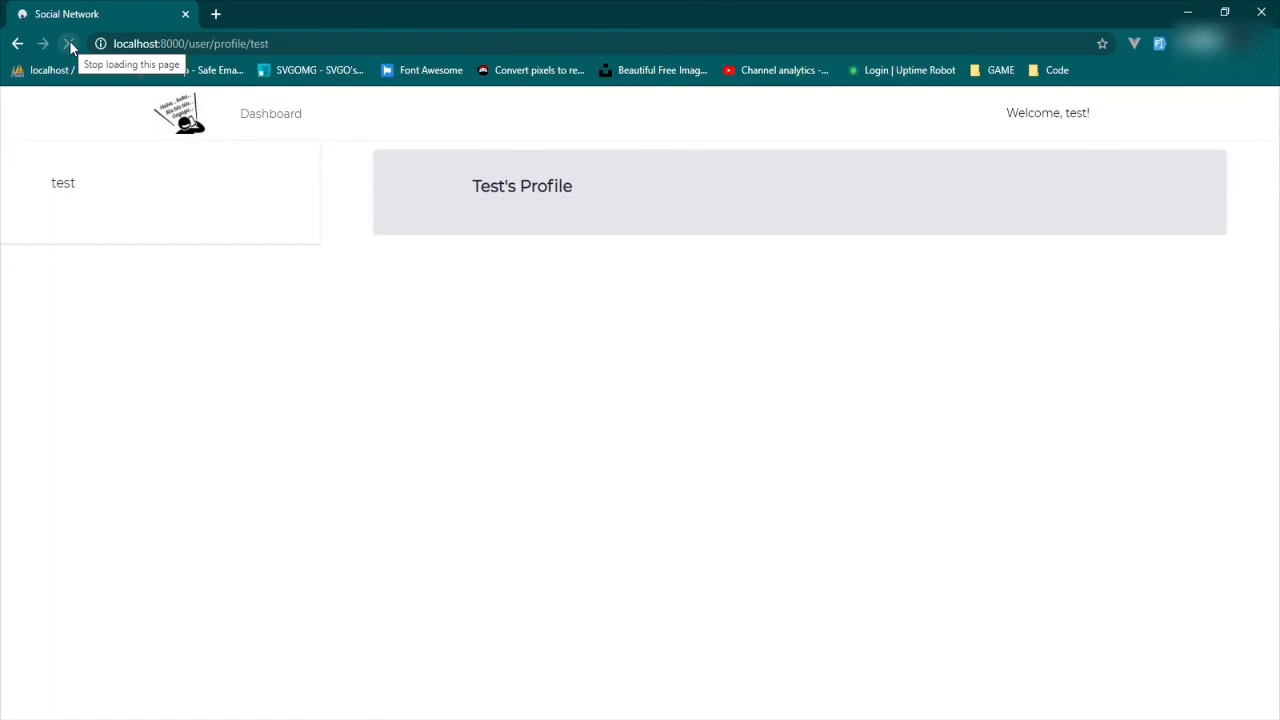 Social Network
localhost:8000/user/profile/test
Stop loading this page
localhost / - Safe Ema... SVGOMG - SVGO's... Font Awesome Convert pixels to re... Beautiful Free Imag... Channel analytics -... Login | Uptime Robot GAME Code
Dashboard
Welcome, test!
test
Test's Profile